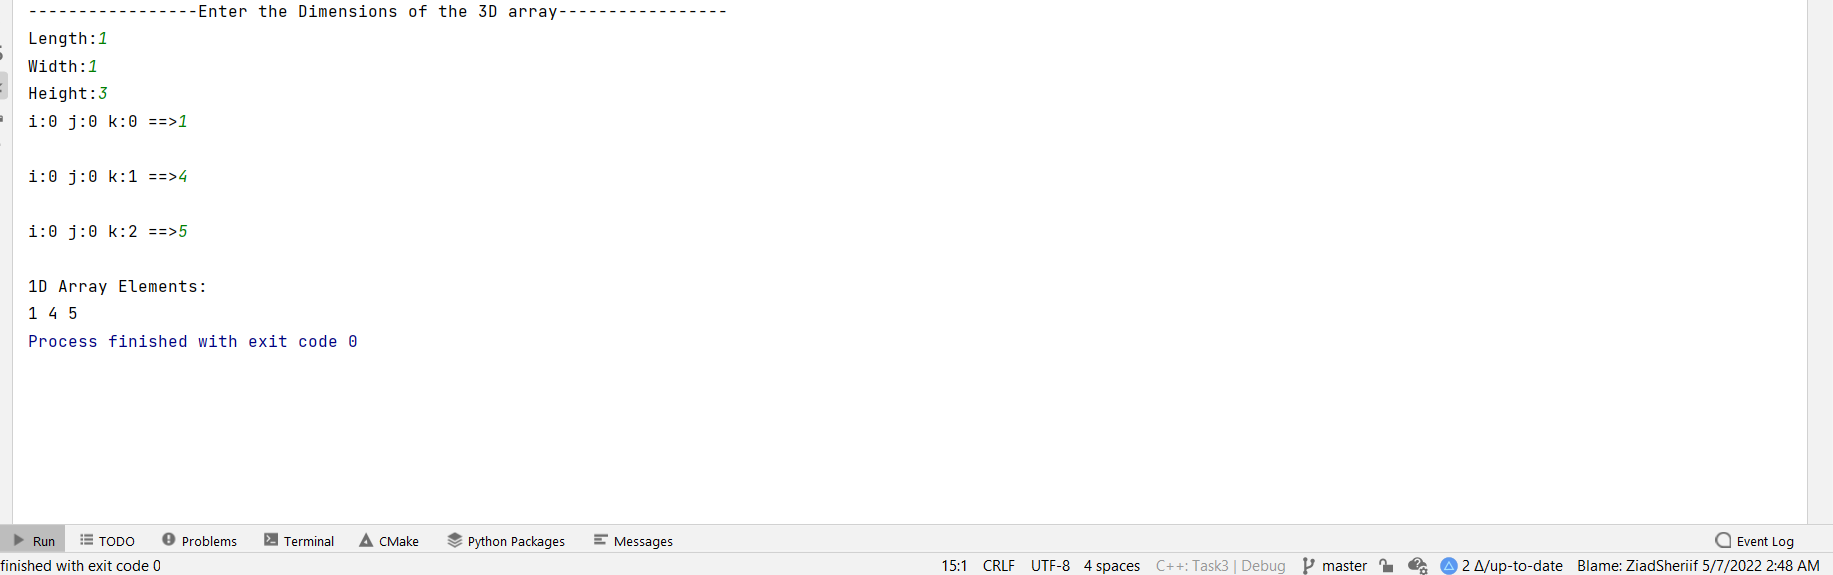 -----------------Enter the Dimensions of the 3D array-----------------
Length:1
Width:1
Height:3
i:0 j:0 k:0 ==>1
i:0 j:0 k:1 ==>4
i:0 j:0 k:2 ==>5
1D Array Elements:
1 4 5
Process finished with exit code 0
Run TODO Problems Terminal CMake Python Packages Messages Event Log
finished with exit code 0 15:1 CRLF UTF-8 4 spaces C++: Task3 | Debug master 2 Δ/up-to-date Blame: ZiadSheriif 5/7/2022 2:48 AM